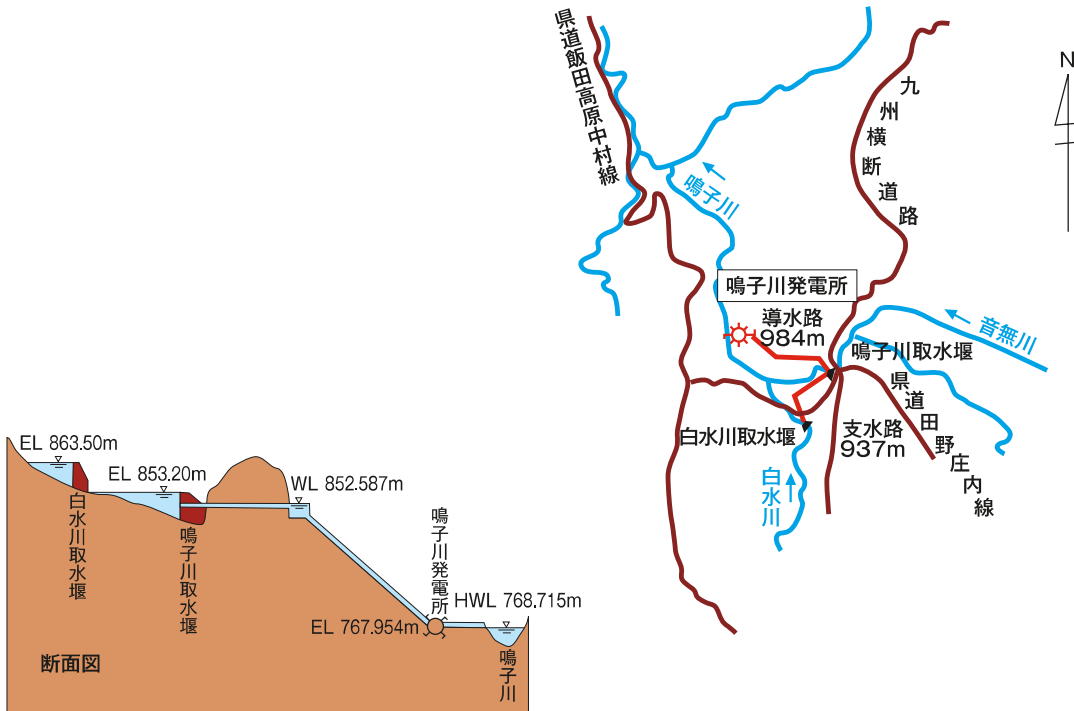 県道飯田高原中村線
九州横断道路
N
鳴子川
鳴子川発電所
導水路
984m
音無川
鳴子川取水堰
県道田野庄内線
白水川取水堰
支水路
937m
白水川
EL 863.50m
EL 853.20m
WL 852.587m
白水川取水堰
鳴子川取水堰
鳴子川発電所
HWL 768.715m
EL 767.954m
鳴子川
断面図